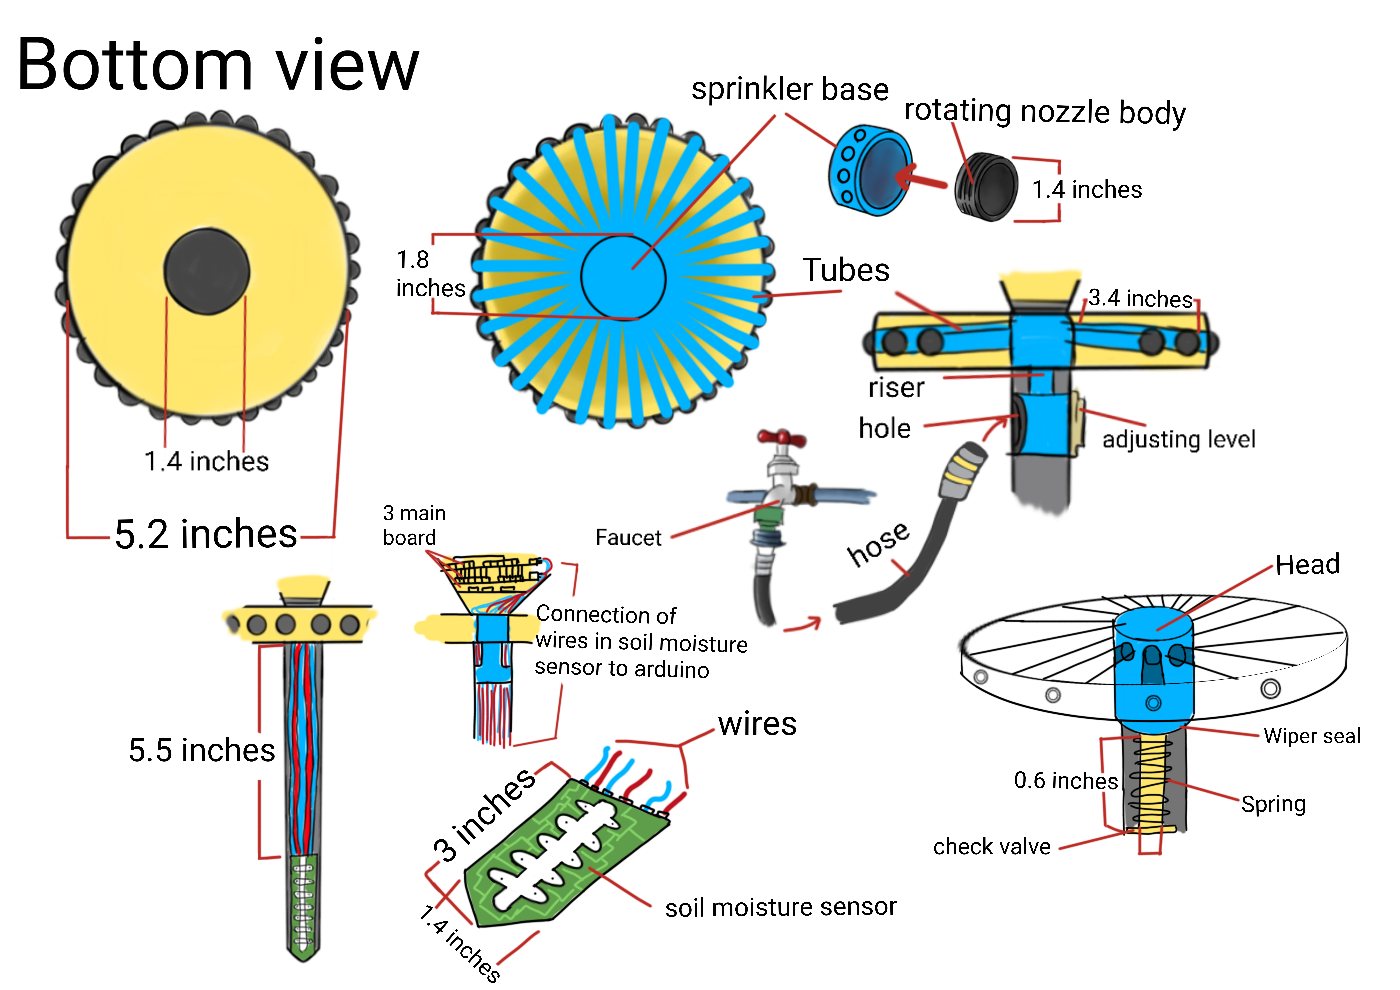 Bottom view
sprinkler base
rotating nozzle body
1.4 inches
1.8
inches
Tubes
3.4 inches
riser
hole
adjusting level
1.4 inches
5.2 inches
3 main
board
Faucet
hose
Connection of
wires in soil moisture
sensor to arduino
Head
5.5 inches
wires
Wiper seal
0.6 inches
Spring
check valve
3 inches
1.4 inches
soil moisture sensor